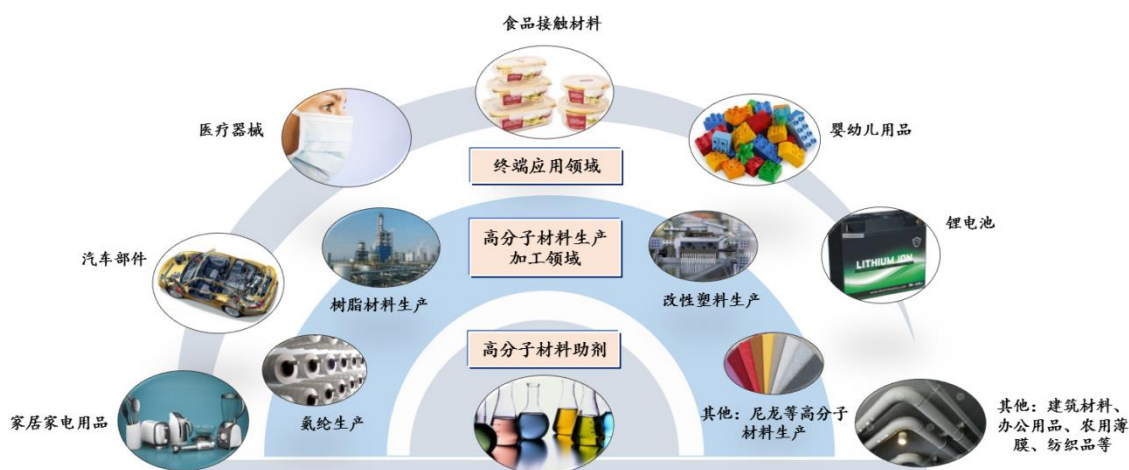 食品接触材料
医疗器械
婴幼儿用品
终端应用领域
锂电池
LITHIUM ION
汽车部件
高分子材料生产
加工领域
树脂材料生产
改性塑料生产
高分子材料助剂
家居家电用品
氨纶生产
其他：尼龙等高分子
材料生产
其他：建筑材料、
办公用品、农用薄
膜、纺织品等